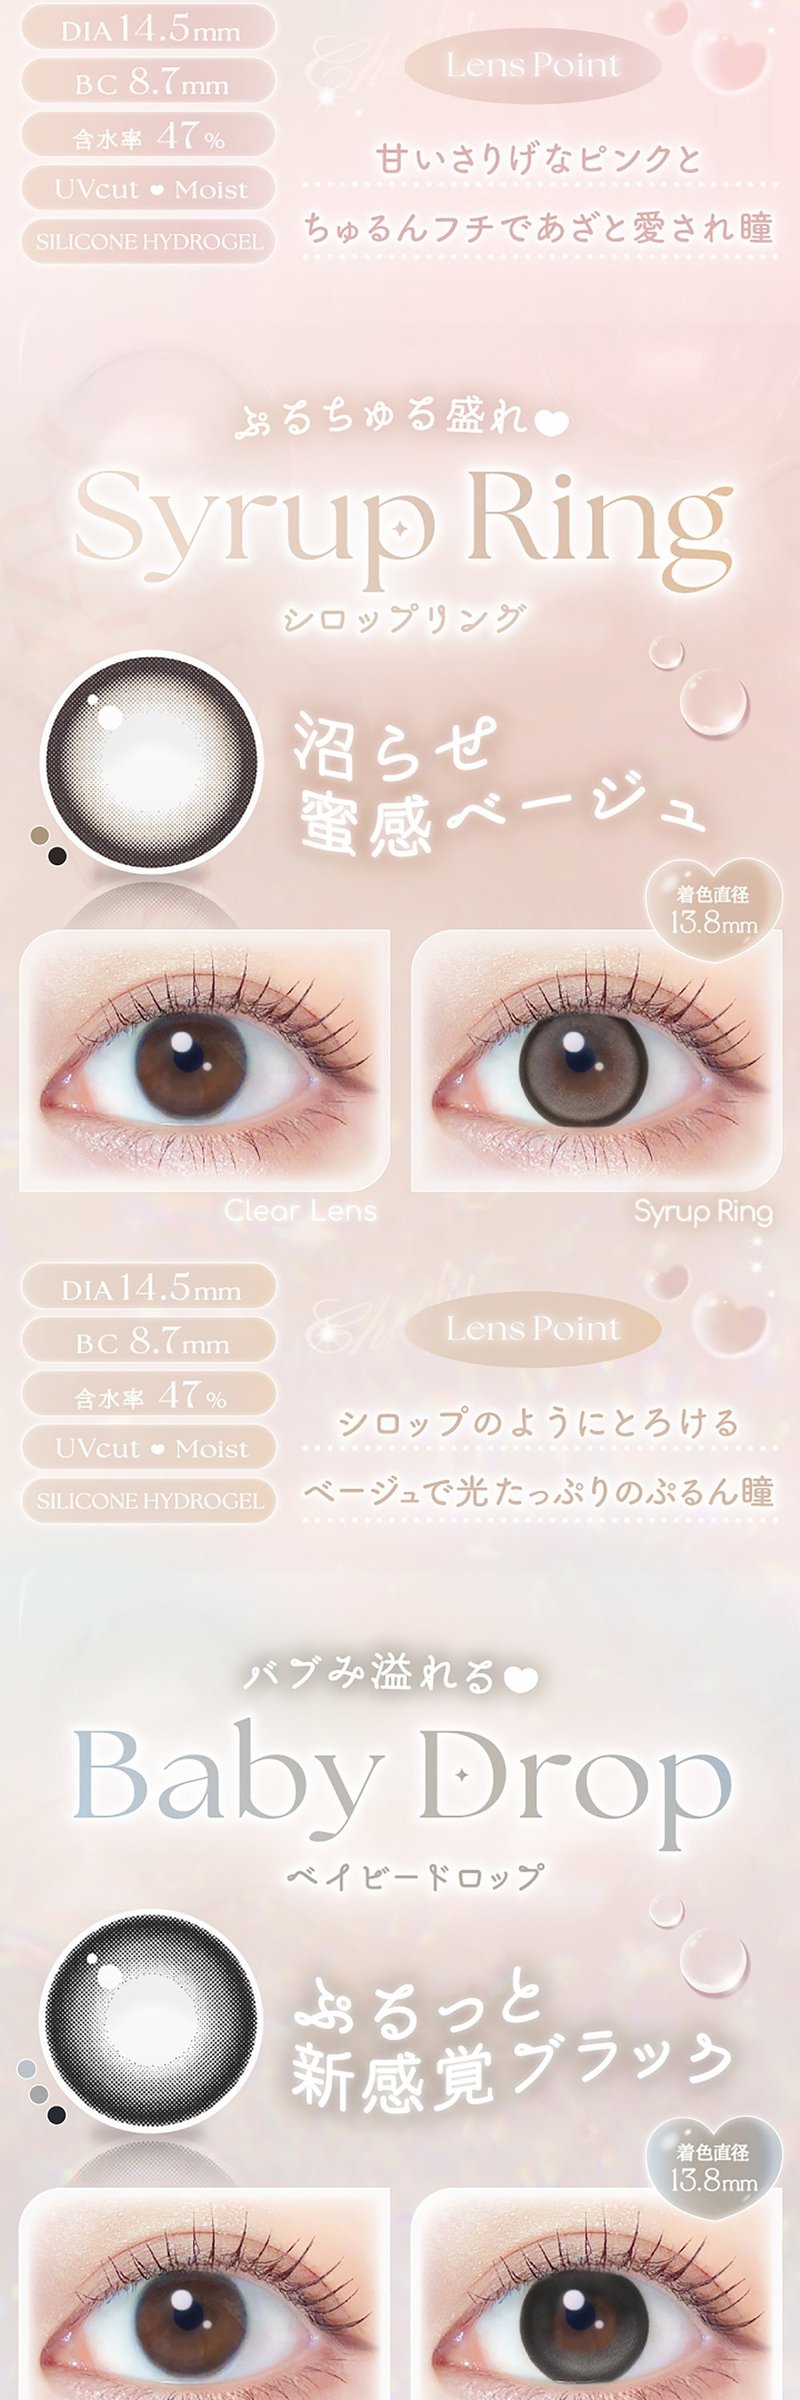 DIA 14.5mm
BC 8.7mm
含水率 47%
UVcut ♥ Moist
SILICONE HYDROGEL
Lens Point
甘いさりげなピンクと
ちゅるんフチであざと愛され瞳
ぷるちゅる盛れ♥
Syrup Ring
シロップリング
沼らせ
蜜感ベージュ
着色直径
13.8mm
Clear Lens
Syrup Ring
DIA 14.5mm
BC 8.7mm
含水率 47%
UVcut ♥ Moist
SILICONE HYDROGEL
Lens Point
シロップのようにとろける
ベージュで光たっぷりのぷるん瞳
バブみ溢れる♥
Baby Drop
ベイビードロップ
ぷるっと
新感覚ブラック
着色直径
13.8mm